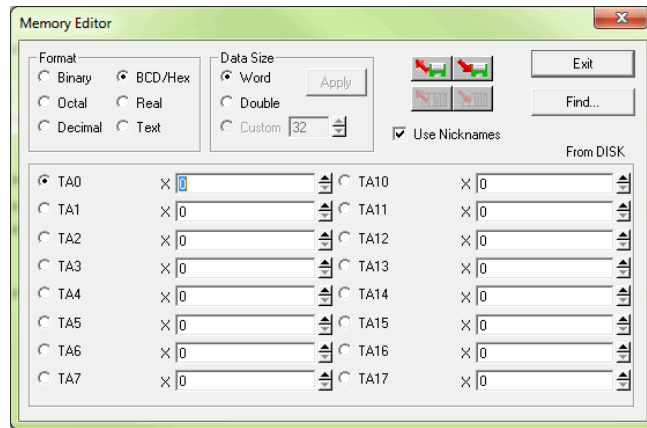 Memory Editor
Format
Binary BCD/Hex
Octal Real
Decimal Text
Data Size
Word Apply
Double
Custom 32
Use Nicknames
Exit
Find...
From DISK
TA0 X 0 TA10 X 0
TA1 X 0 TA11 X 0
TA2 X 0 TA12 X 0
TA3 X 0 TA13 X 0
TA4 X 0 TA14 X 0
TA5 X 0 TA15 X 0
TA6 X 0 TA16 X 0
TA7 X 0 TA17 X 0